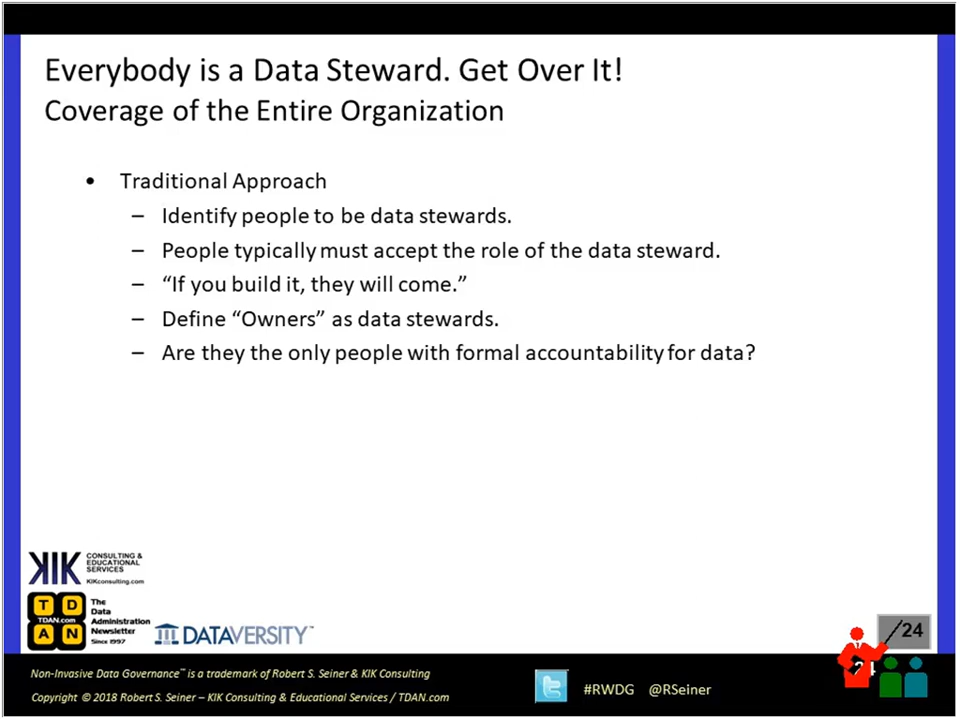 Everybody is a Data Steward. Get Over It!
Coverage of the Entire Organization
• Traditional Approach
– Identify people to be data stewards.
– People typically must accept the role of the data steward.
– “If you build it, they will come.”
– Define “Owners” as data stewards.
– Are they the only people with formal accountability for data?
KIK CONSULTING &
EDUCATIONAL
SERVICES
KIKconsulting.com
T D
TDAN.com
A N
The
Data
Administration
Newsletter
Since 1997
DATAVERSITY™
24
24
Non-Invasive Data Governance™ is a trademark of Robert S. Seiner & KIK Consulting
Copyright © 2018 Robert S. Seiner – KIK Consulting & Educational Services / TDAN.com
#RWDG @RSeiner